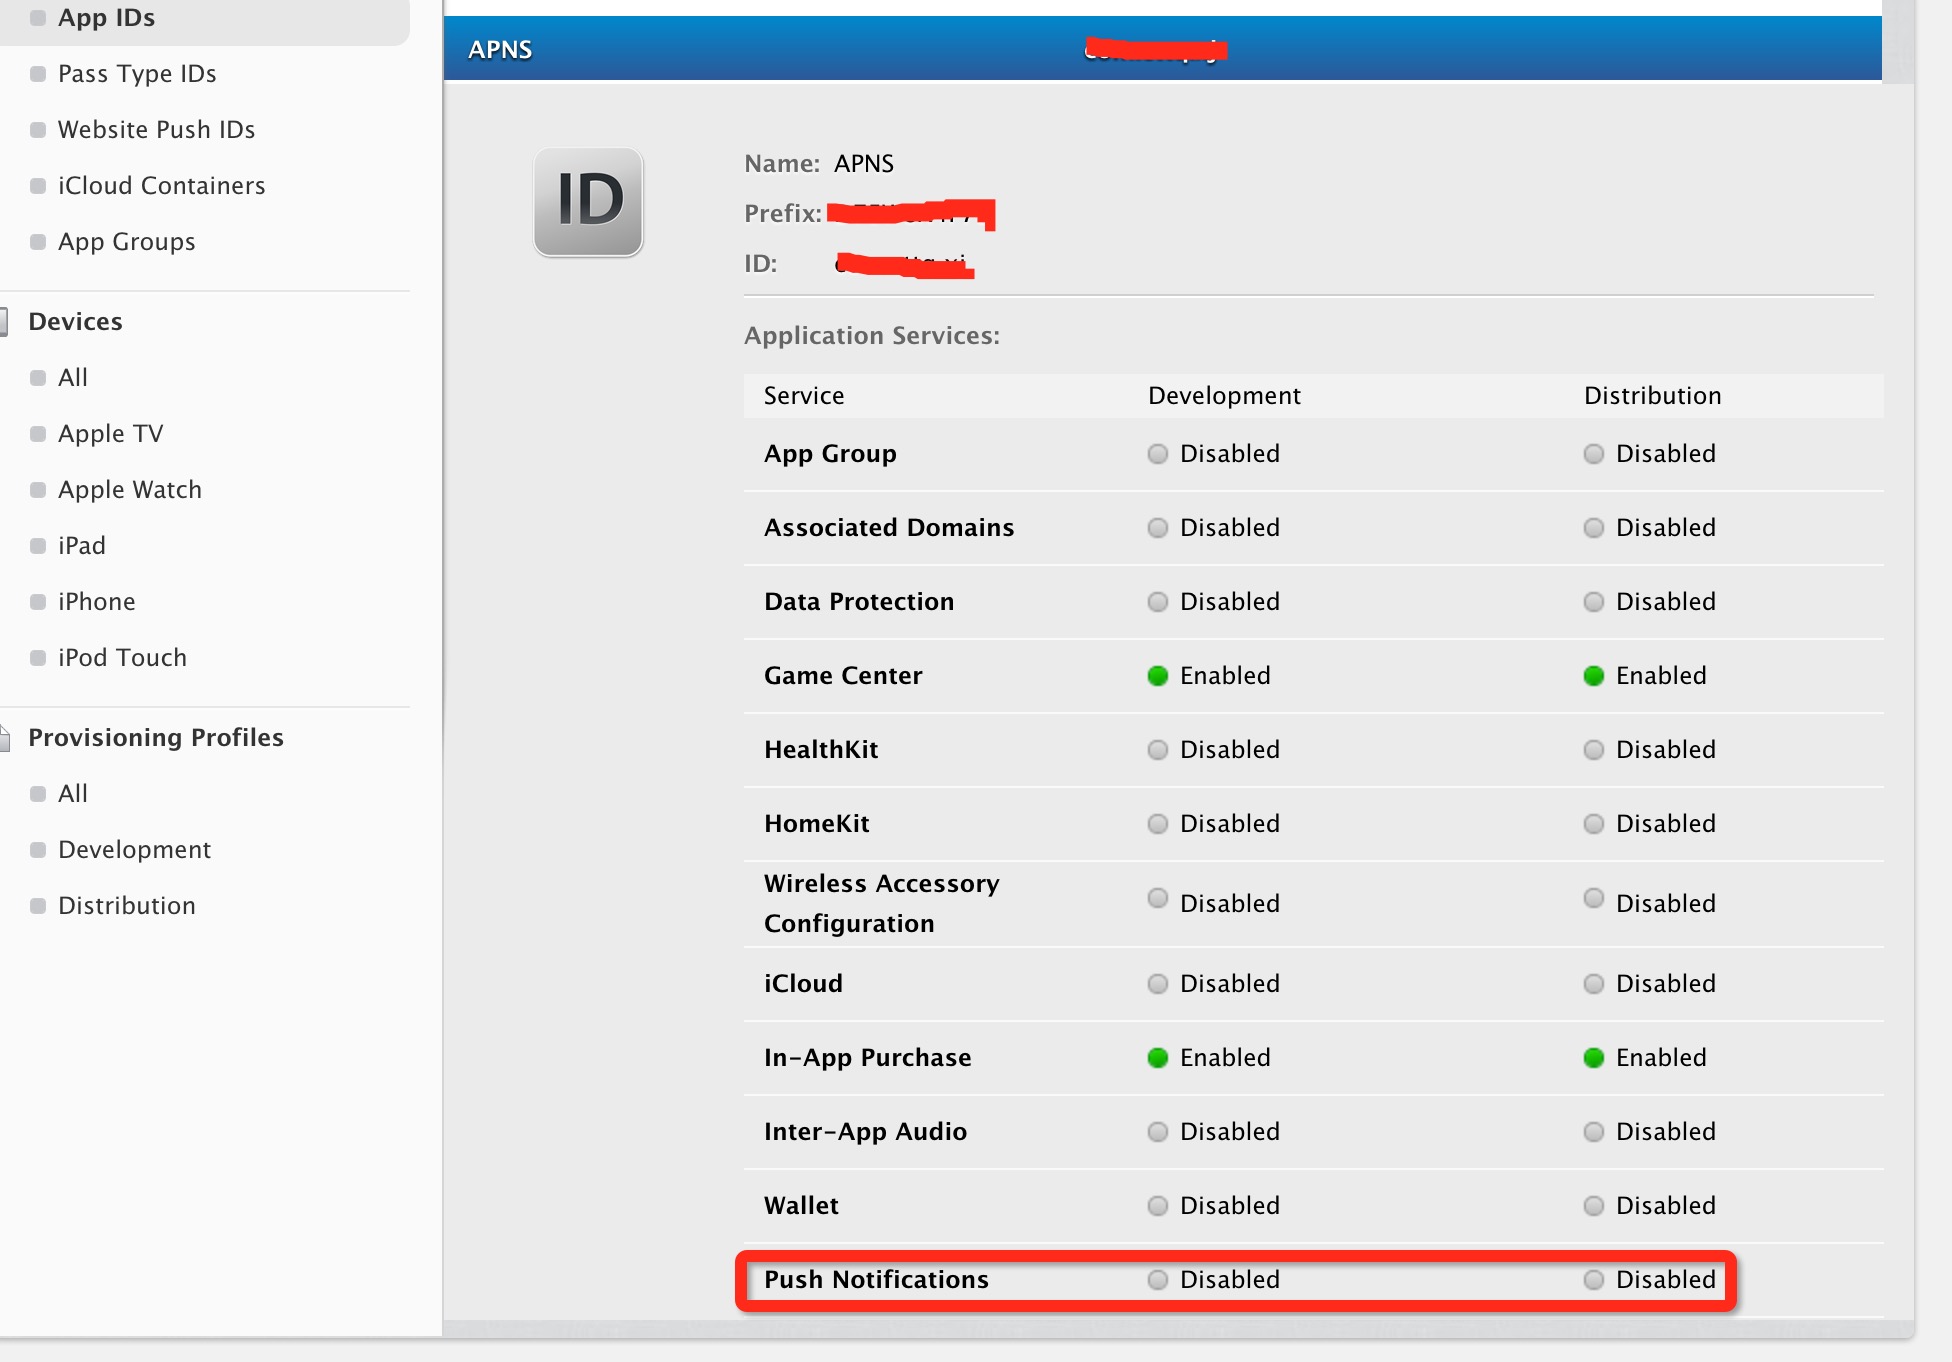 App IDs
Pass Type IDs
Website Push IDs
iCloud Containers
App Groups
Devices
All
Apple TV
Apple Watch
iPad
iPhone
iPod Touch
Provisioning Profiles
All
Development
Distribution
APNS
ID
Name: APNS
Prefix:
ID:
Application Services:
Service Development Distribution
App Group Disabled Disabled
Associated Domains Disabled Disabled
Data Protection Disabled Disabled
Game Center Enabled Enabled
HealthKit Disabled Disabled
HomeKit Disabled Disabled
Wireless Accessory
Configuration Disabled Disabled
iCloud Disabled Disabled
In-App Purchase Enabled Enabled
Inter-App Audio Disabled Disabled
Wallet Disabled Disabled
Push Notifications Disabled Disabled